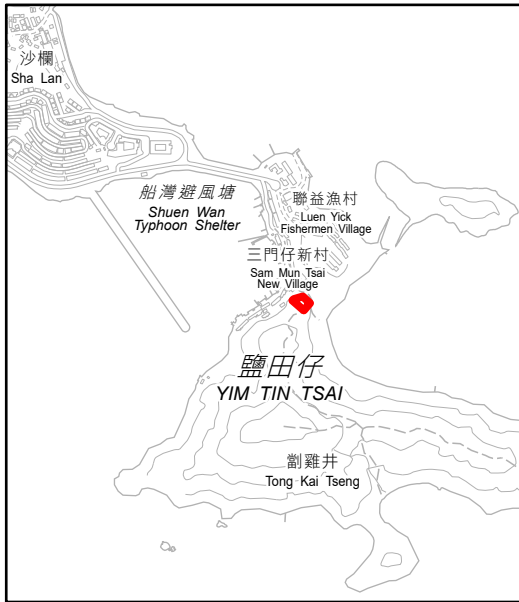 沙欄
Sha Lan
船灣避風塘
Shuen Wan
Typhoon Shelter
聯益漁村
Luen Yick
Fishermen Village
三門仔新村
Sam Mun Tsai
New Village
鹽田仔
YIM TIN TSAI
劏雞井
Tong Kai Tseng